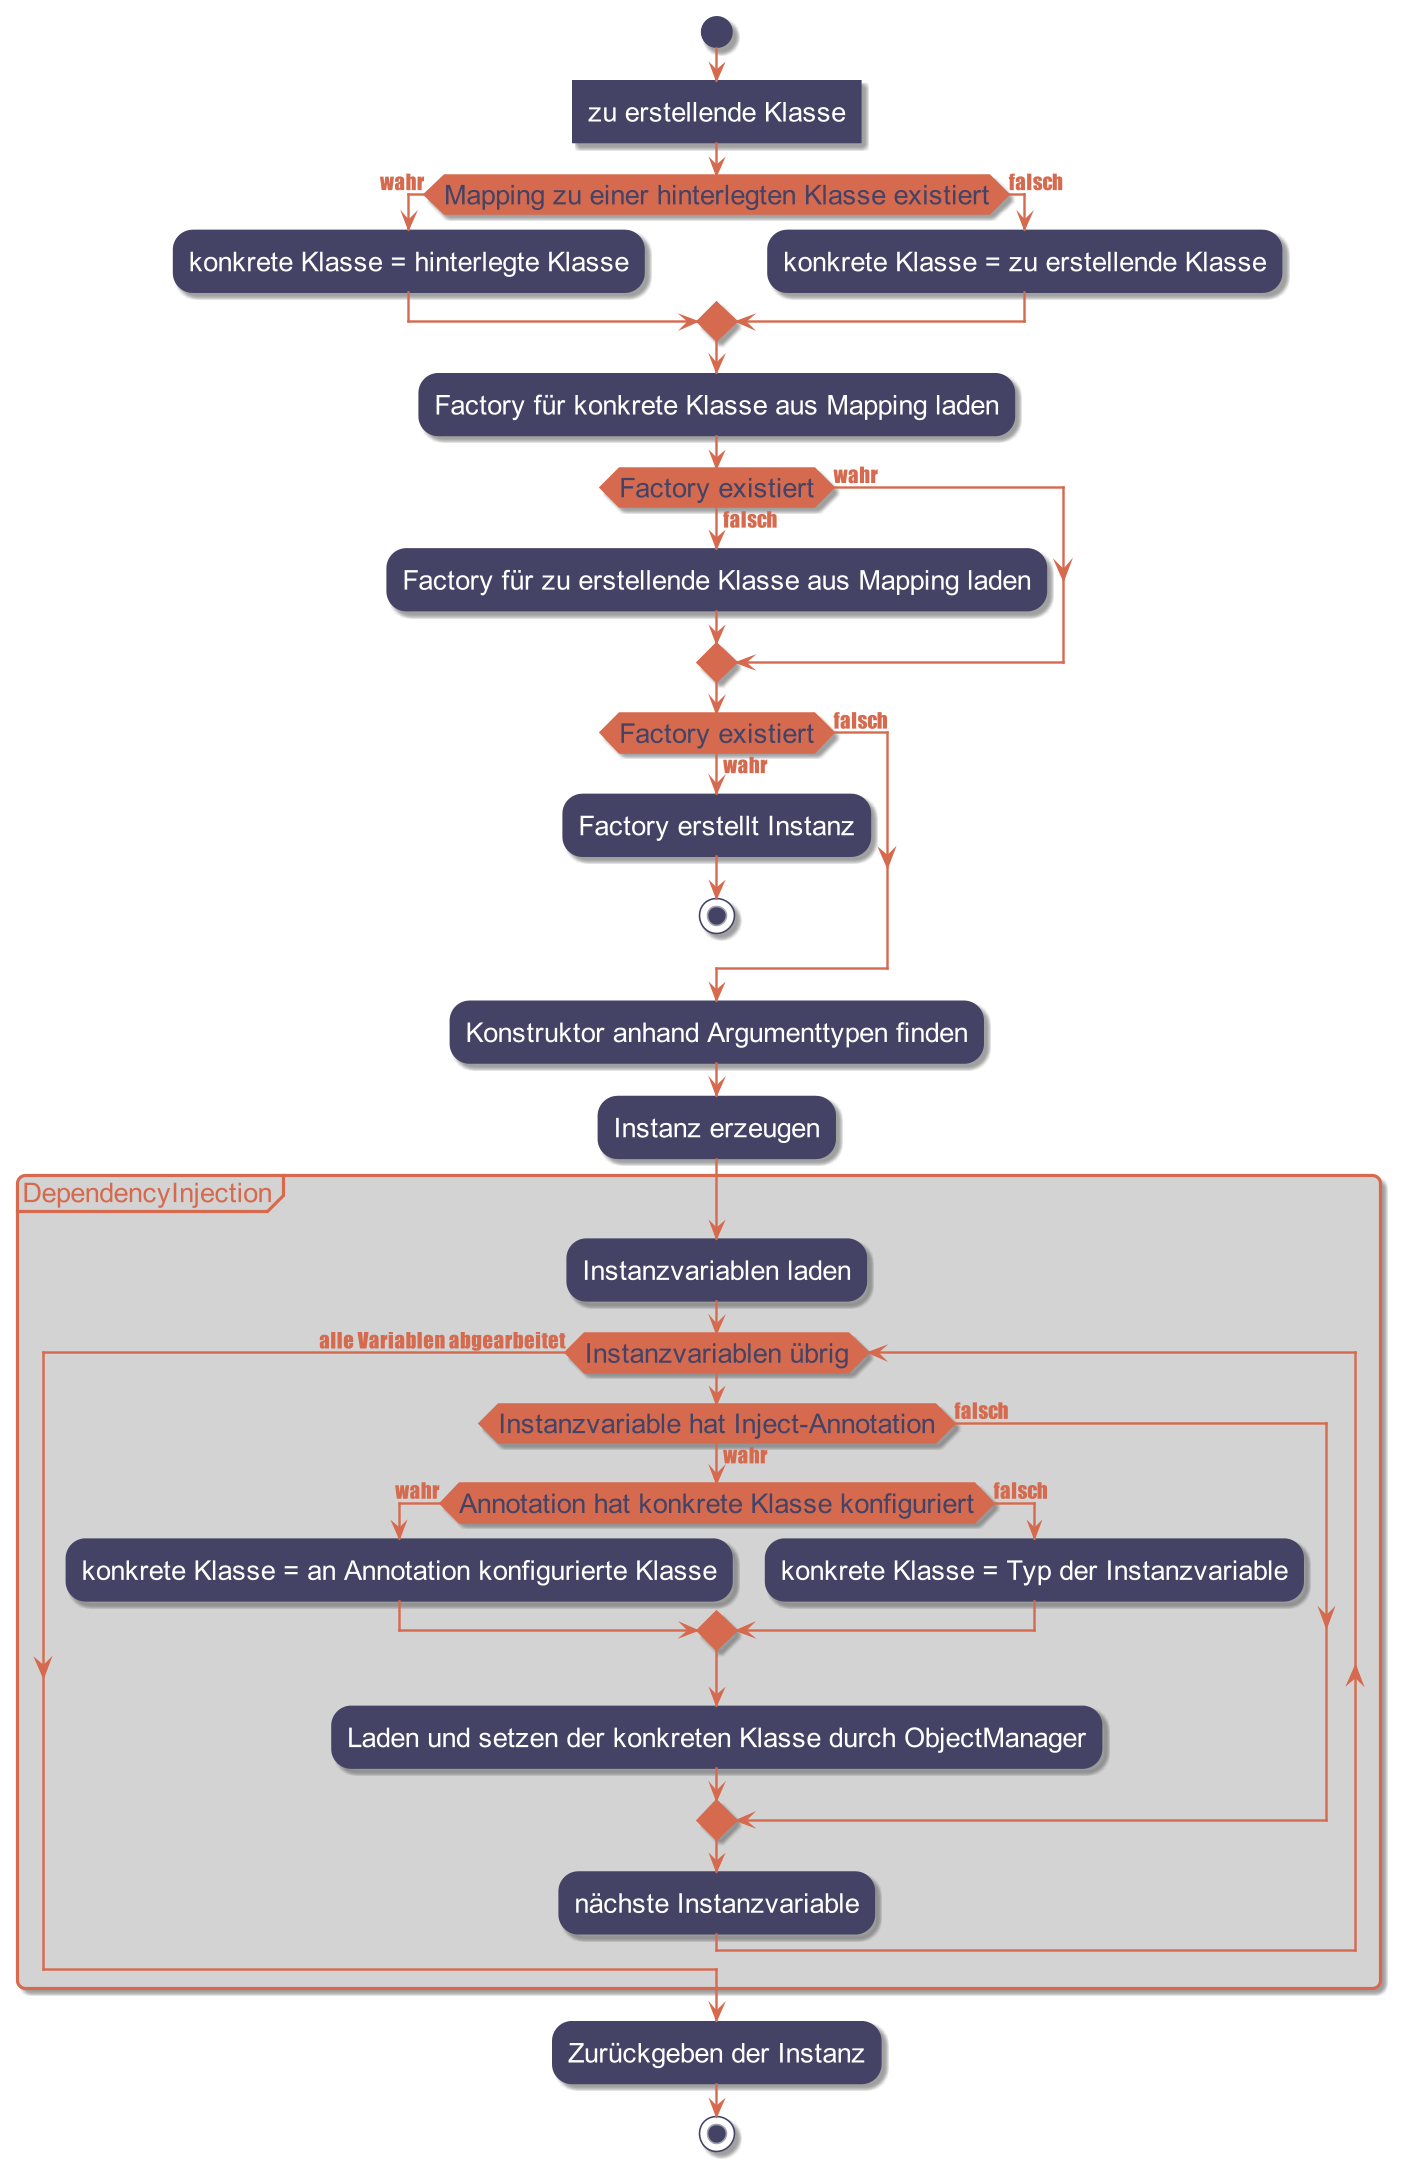 zu erstellende Klasse
wahr
Mapping zu einer hinterlegten Klasse existiert
falsch
konkrete Klasse = hinterlegte Klasse
konkrete Klasse = zu erstellende Klasse
Factory für konkrete Klasse aus Mapping laden
Factory existiert
wahr
falsch
Factory für zu erstellende Klasse aus Mapping laden
Factory existiert
falsch
wahr
Factory erstellt Instanz
Konstruktor anhand Argumenttypen finden
Instanz erzeugen
DependencyInjection
Instanzvariablen laden
alle Variablen abgearbeitet
Instanzvariablen übrig
Instanzvariable hat Inject-Annotation
falsch
wahr
wahr
Annotation hat konkrete Klasse konfiguriert
falsch
konkrete Klasse = an Annotation konfigurierte Klasse
konkrete Klasse = Typ der Instanzvariable
Laden und setzen der konkreten Klasse durch ObjectManager
nächste Instanzvariable
Zurückgeben der Instanz